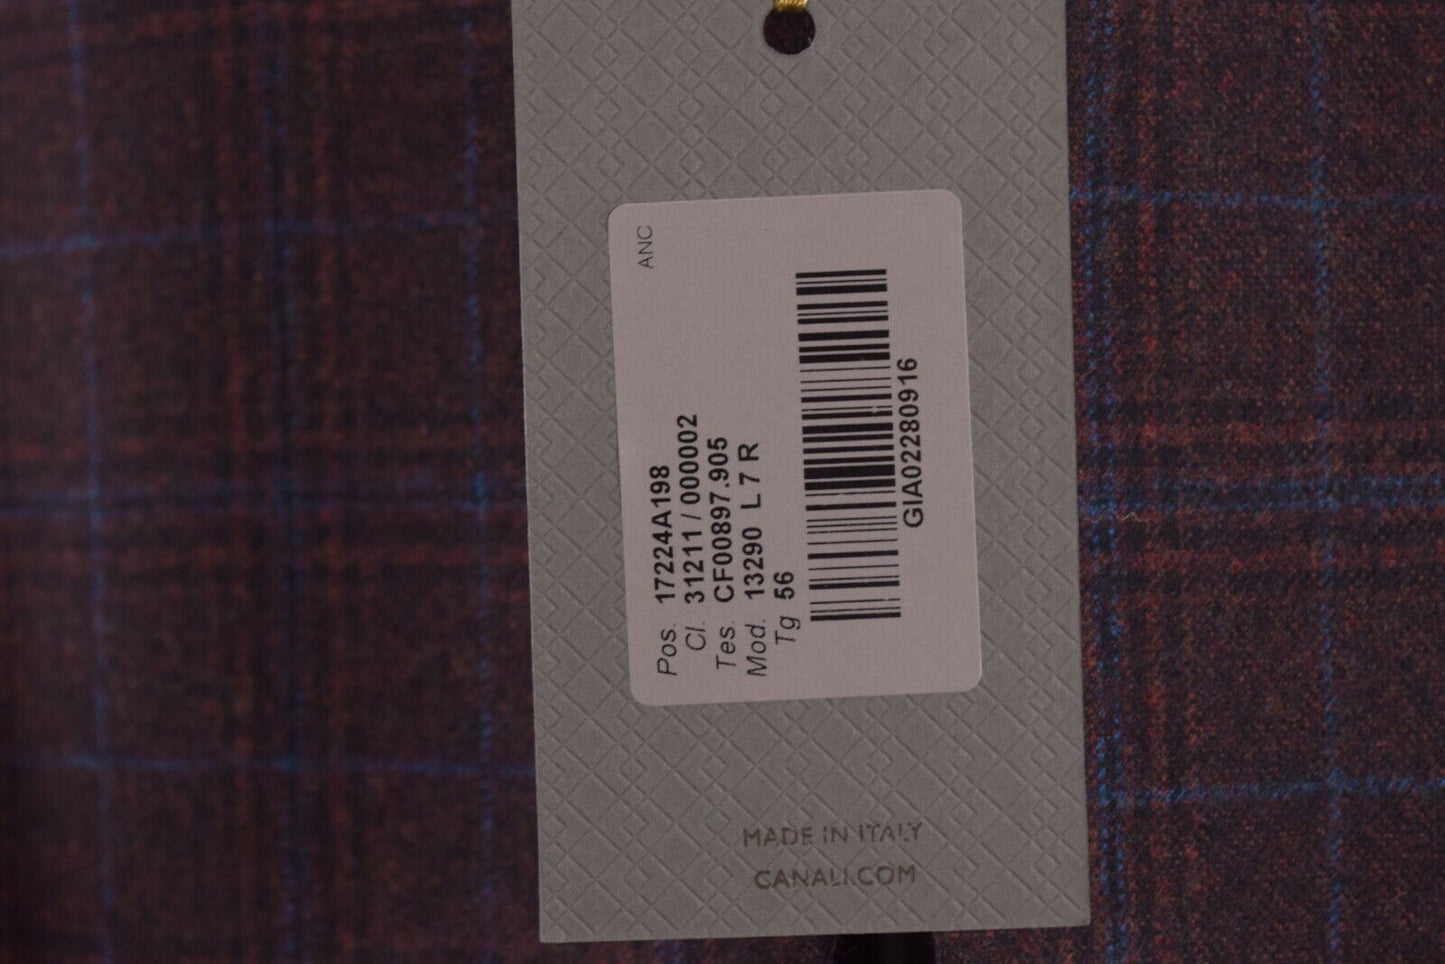 ANC
Pos. 17224A198
Cl. 31211 / 000002
Tes. CF00897.905
Mod. 13290 L 7 R
Tg 56
GIA02280916
MADE IN ITALY
CANALI.COM